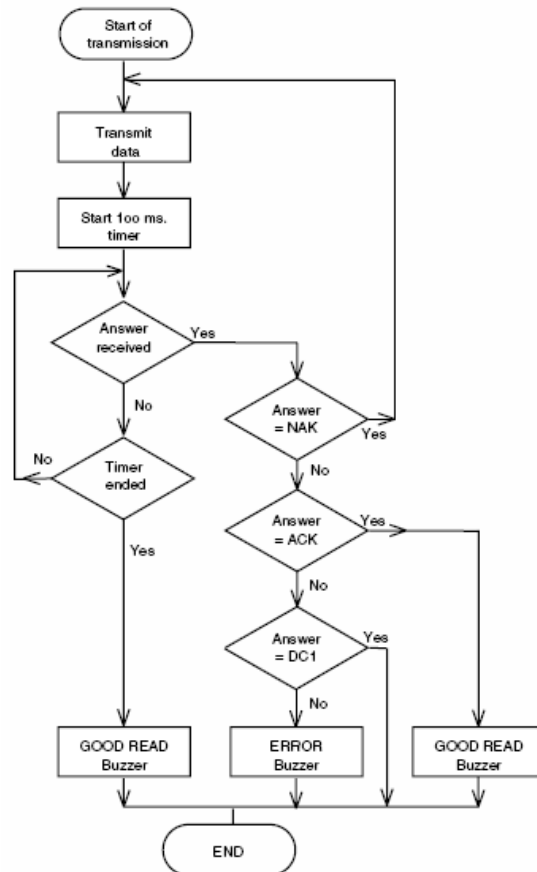 Start of
transmission
Transmit
data
Start 1oo ms.
timer
Answer
received
Yes
No
Answer
= NAK
Yes
No
No
Timer
ended
Yes
Answer
= ACK
Yes
No
Answer
= DC1
Yes
No
GOOD READ
Buzzer
ERROR
Buzzer
GOOD READ
Buzzer
END